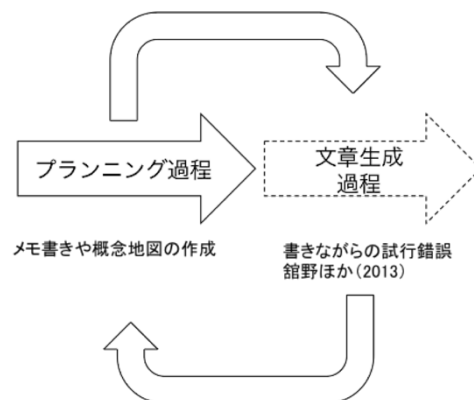 プランニング過程
文章生成
過程
メモ書きや概念地図の作成
書きながらの試行錯誤
舘野ほか(2013)